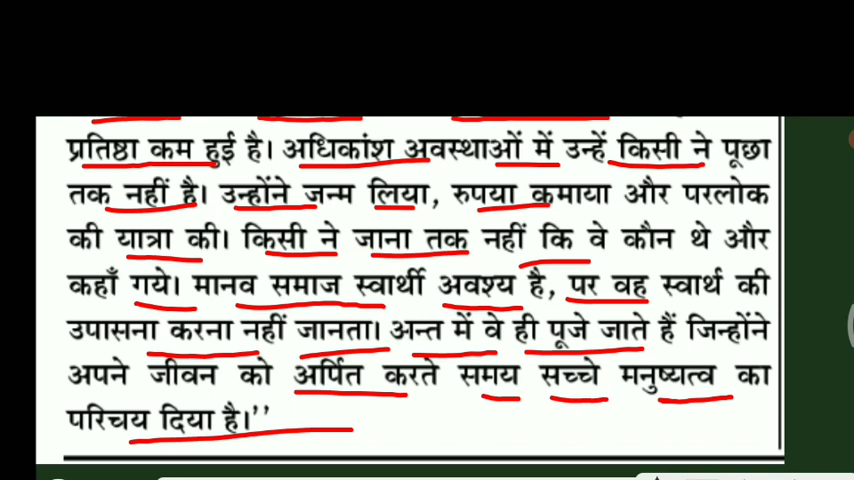 प्रतिष्ठा कम हुई है। अधिकांश अवस्थाओं में उन्हें किसी ने पूछा
तक नहीं है। उन्होंने जन्म लिया, रुपया कमाया और परलोक
की यात्रा की। किसी ने जाना तक नहीं कि वे कौन थे और
कहाँ गये। मानव समाज स्वार्थी अवश्य है, पर वह स्वार्थ की
उपासना करना नहीं जानता। अन्त में वे ही पूजे जाते हैं जिन्होंने
अपने जीवन को अर्पित करते समय सच्चे मनुष्यत्व का
परिचय दिया है।’’